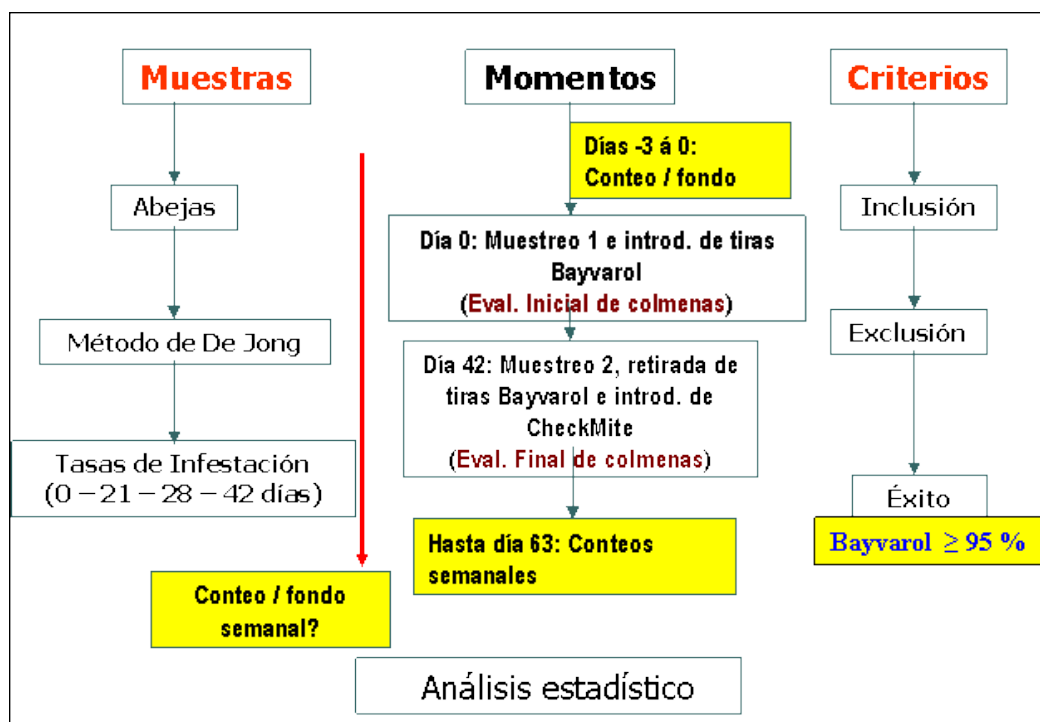 Muestras
Abejas
Método de De Jong
Tasas de Infestación
(0 – 21 – 28 – 42 días)
Conteo / fondo
semanal?
Momentos
Días -3 á 0:
Conteo / fondo
Día 0: Muestreo 1 e introd. de tiras
Bayvarol
(Eval. Inicial de colmenas)
Día 42: Muestreo 2, retirada de
tiras Bayvarol e introd. de
CheckMite
(Eval. Final de colmenas)
Hasta día 63: Conteos
semanales
Criterios
Inclusión
Exclusión
Éxito
Bayvarol ≥ 95 %
Análisis estadístico